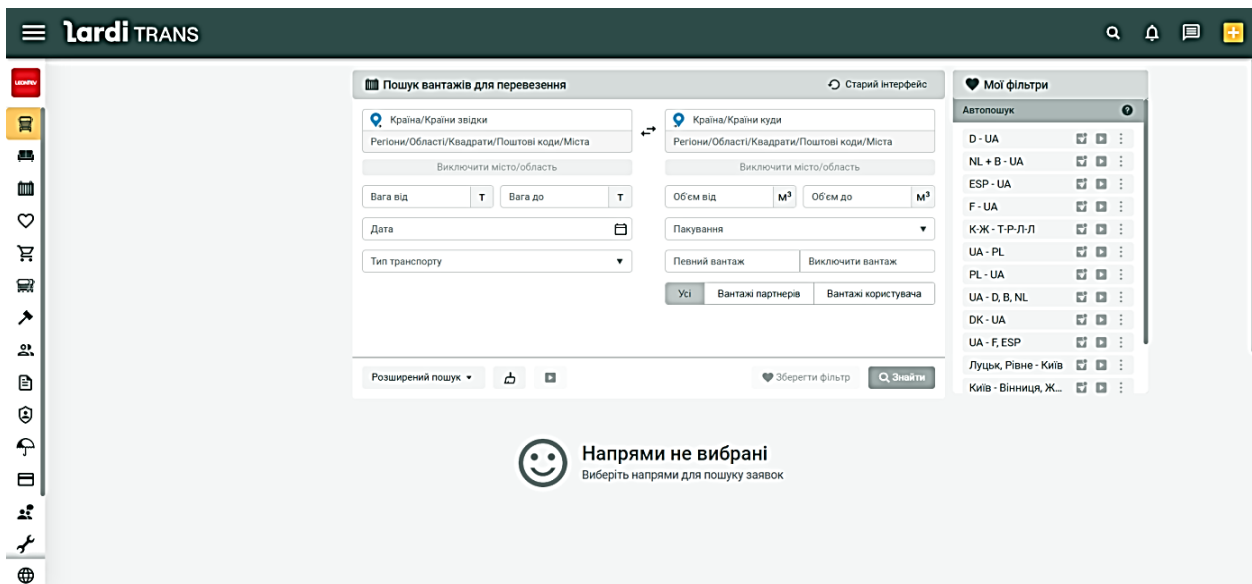 Lardi TRANS
LEONTEV
Пошук вантажів для перевезення
Старий інтерфейс
Країна/Країни звідки
Регіони/Області/Квадрати/Поштові коди/Міста
Виключити місто/область
Країна/Країни куди
Регіони/Області/Квадрати/Поштові коди/Міста
Виключити місто/область
Вага від Т Вага до Т
Об'єм від М³ Об'єм до М³
Дата
Пакування
Тип транспорту
Певний вантаж Виключити вантаж
Усі Вантажі партнерів Вантажі користувача
Розширений пошук
Зберегти фільтр
Знайти
Мої фільтри
Автопошук
D - UA
NL + B - UA
ESP - UA
F - UA
К-Ж - Т-Р-Л-Л
UA - PL
PL - UA
UA - D, B, NL
DK - UA
UA - F, ESP
Луцьк, Рівне - Київ
Київ - Вінниця, Ж...
Напрями не вибрані
Виберіть напрями для пошуку заявок